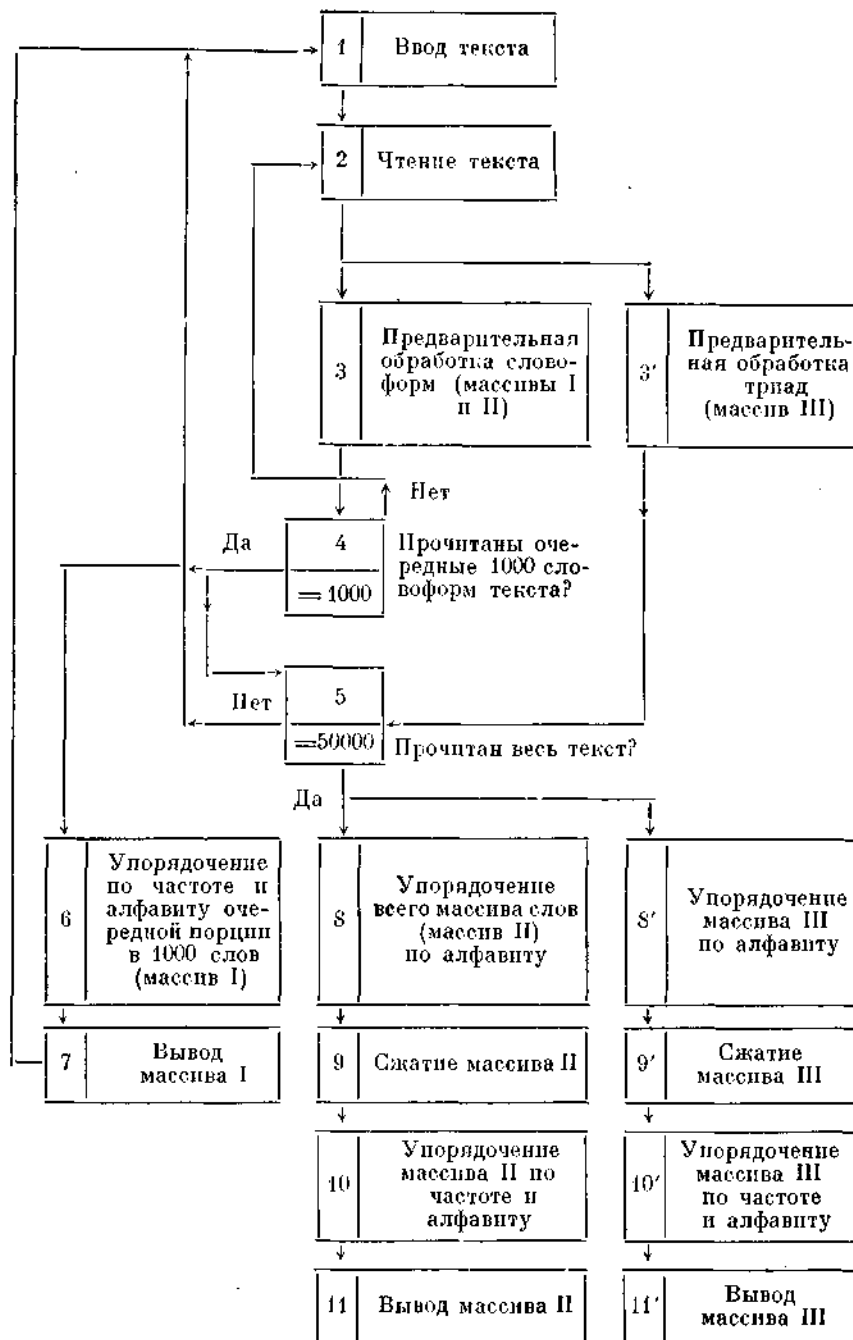 1
Ввод текста
2
Чтение текста
3
Предварительная
обработка слово-
форм (массивы I
и II)
3′
Предваритель-
ная обработка
триад
(массив III)
Нет
Да
4
= 1000
Прочитаны оче-
редные 1000 сло-
воформ текста?
Нет
5
=50000
Прочитан весь текст?
Да
6
Упорядочение
по частоте и
алфавиту оче-
редной порции
в 1000 слов
(массив I)
8
Упорядочение
всего массива слов
(массив II)
по алфавиту
8′
Упорядочение
массива III
по алфавиту
7
Вывод
массива I
9
Сжатие массива II
9′
Сжатие
массива III
10
Упорядочение
массива II по
частоте и
алфавиту
10′
Упорядочение
массива III
по частоте
и алфавиту
11
Вывод массива II
11′
Вывод
массива III